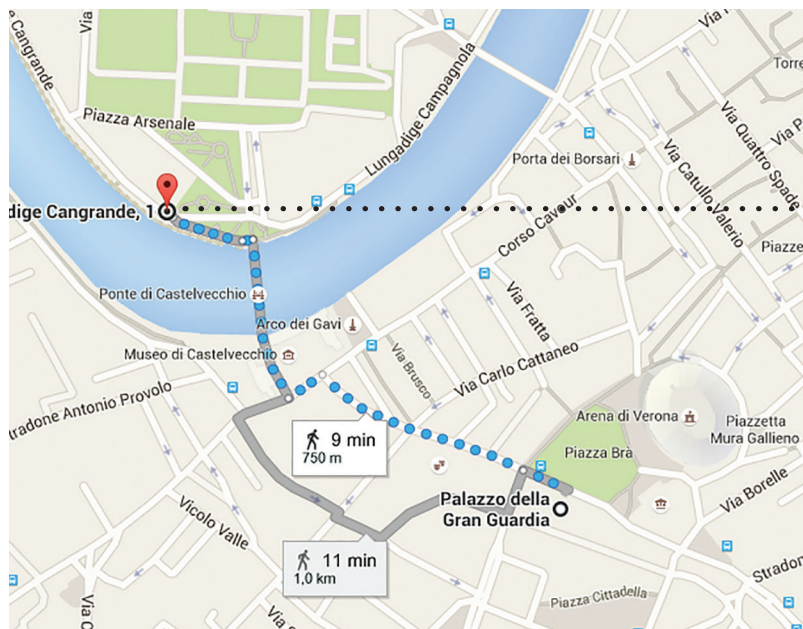 Via
Via
Cangrande
Piazza Arsenale
Lungadige Campagnola
Torre
Via Quattro Spade
Via P
Porta dei Borsari
Via Catullo Valerio
dige Cangrande, 1
Corso Cavour
Piazze
Ponte di Castelvecchio
Via Fratta
Arco dei Gavi
Museo di Castelvecchio
Via Brusco
Via Carlo Cattaneo
tradone Antonio Provolo
Arena di Verona
Piazzetta
Mura Gallieno
9 min
750 m
Piazza Brà
Palazzo della
Gran Guardia
Via Borelle
Vicolo Valle
11 min
1,0 km
Stradon
Piazza Cittadella
Via C